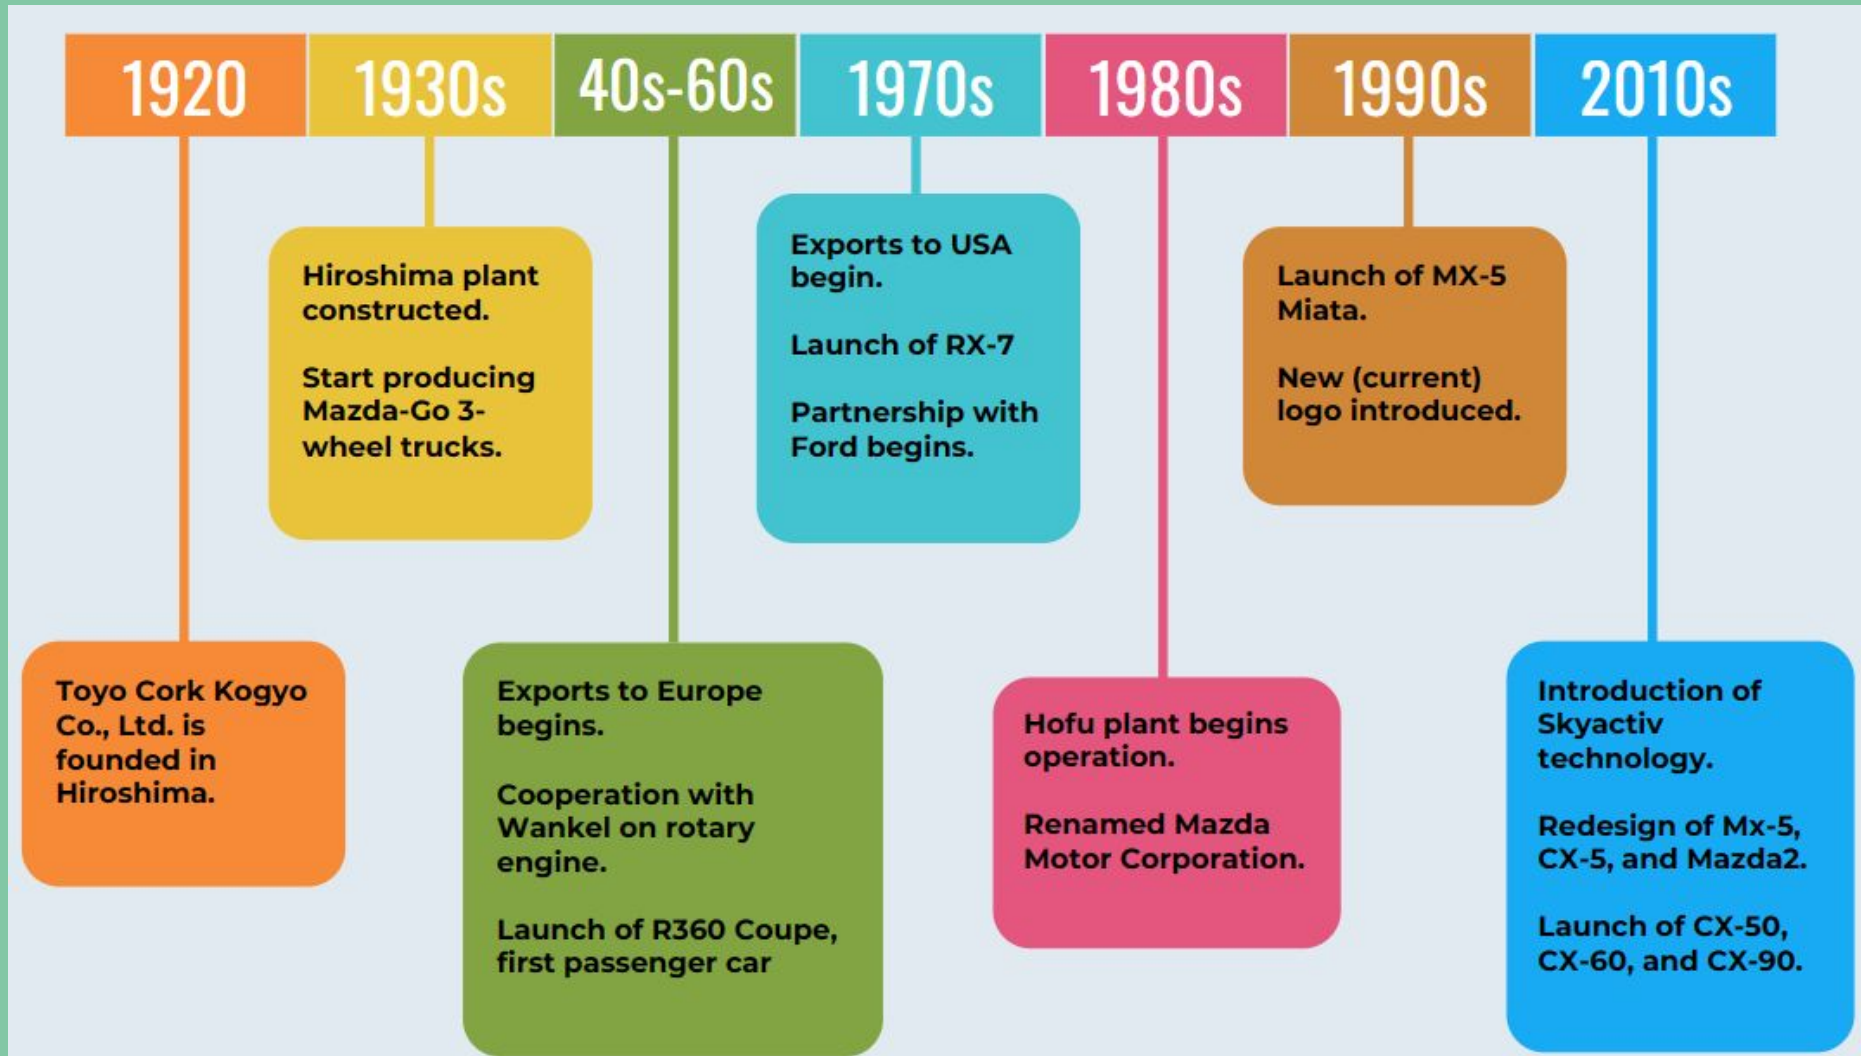 1920
1930s
40s-60s
1970s
1980s
1990s
2010s
Toyo Cork Kogyo
Co., Ltd. is
founded in
Hiroshima.
Hiroshima plant
constructed.
Start producing
Mazda-Go 3-
wheel trucks.
Exports to Europe
begins.
Cooperation with
Wankel on rotary
engine.
Launch of R360 Coupe,
first passenger car
Exports to USA
begin.
Launch of RX-7
Partnership with
Ford begins.
Hofu plant begins
operation.
Renamed Mazda
Motor Corporation.
Launch of MX-5
Miata.
New (current)
logo introduced.
Introduction of
Skyactiv
technology.
Redesign of Mx-5,
CX-5, and Mazda2.
Launch of CX-50,
CX-60, and CX-90.